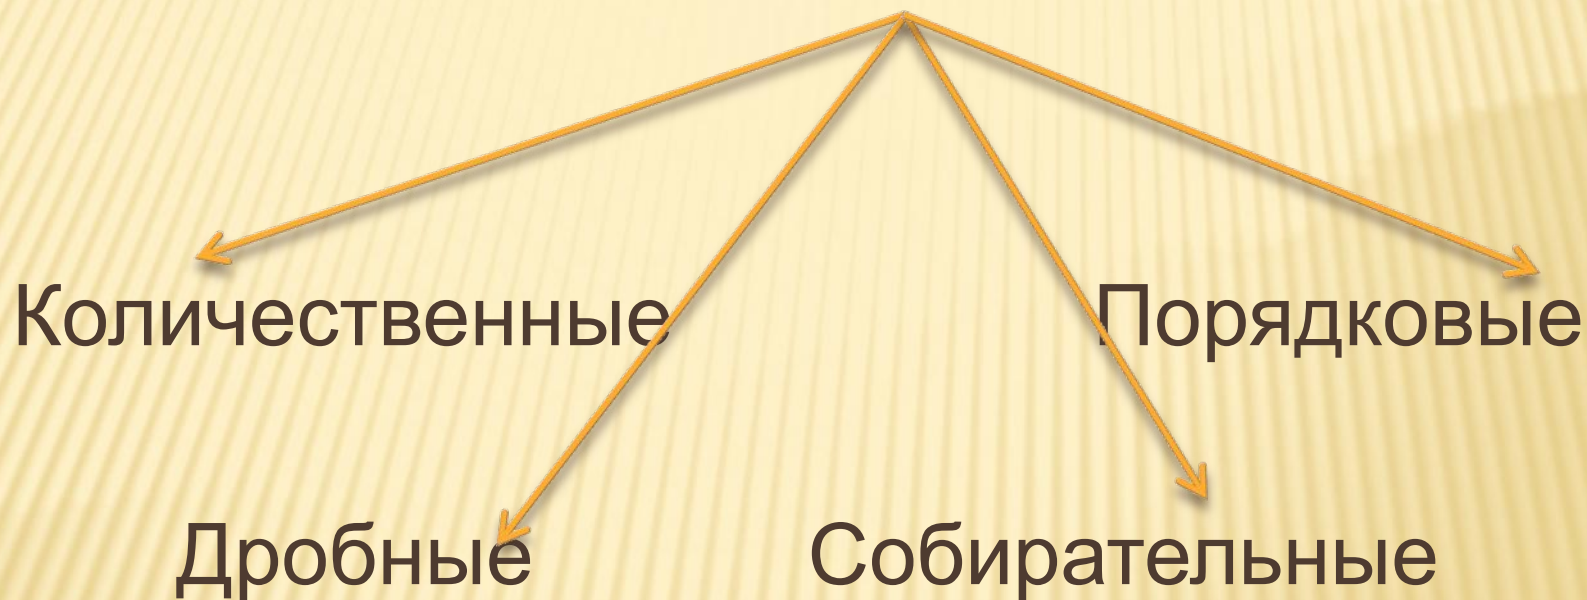 Количественные Порядковые
Дробные Собирательные